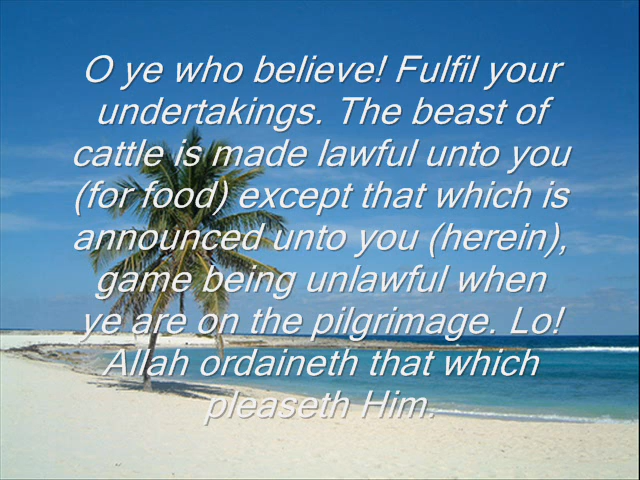 O ye who believe! Fulfil your
undertakings. The beast of
cattle is made lawful unto you
(for food) except that which is
announced unto you (herein),
game being unlawful when
ye are on the pilgrimage. Lo!
Allah ordaineth that which
pleaseth Him.